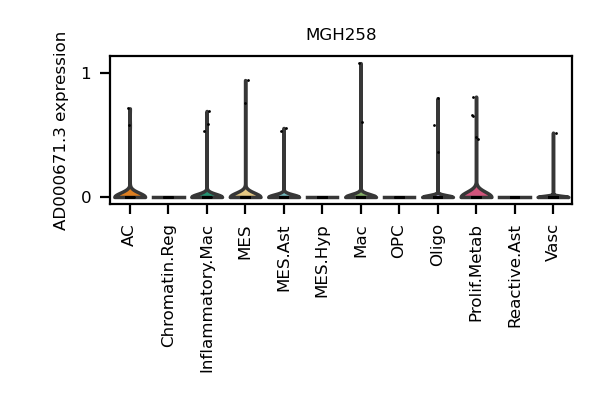 MGH258
AD000671.3 expression
1
0
AC
Chromatin.Reg
Inflammatory.Mac
MES
MES.Ast
MES.Hyp
Mac
OPC
Oligo
Prolif.Metab
Reactive.Ast
Vasc